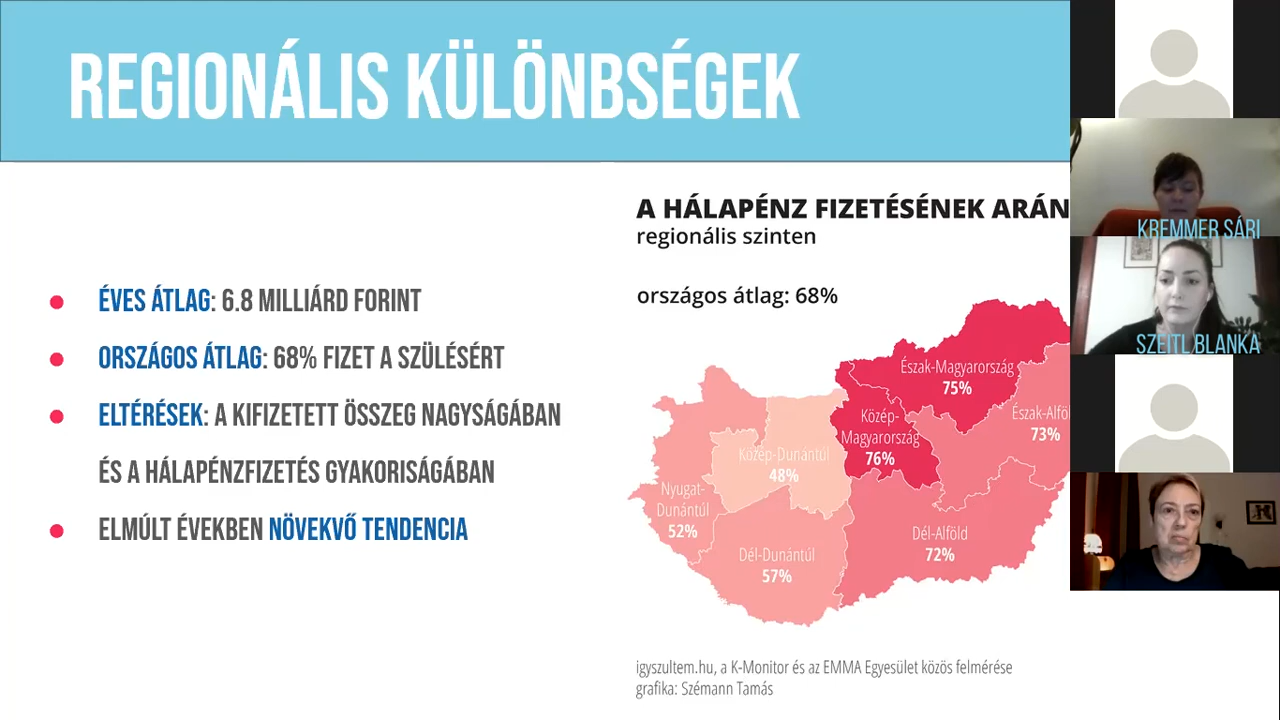 REGIONÁLIS KÜLÖNBSÉGEK
ÉVES ÁTLAG: 6.8 MILLIÁRD FORINT
ORSZÁGOS ÁTLAG: 68% FIZET A SZÜLÉSÉRT
ELTÉRÉSEK: A KIFIZETETT ÖSSZEG NAGYSÁGÁBAN
ÉS A HÁLAPÉNZFIZETÉS GYAKORISÁGÁBAN
ELMÚLT ÉVEKBEN NÖVEKVŐ TENDENCIA
A HÁLAPÉNZ FIZETÉSÉNEK ARÁN
regionális szinten
országos átlag: 68%
Észak-Magyarország
75%
Közép-
Magyarország
76%
Észak-Alföl
73%
Közép-Dunántúl
48%
Nyugat-
Dunántúl
52%
Dél-Dunántúl
57%
Dél-Alföld
72%
igyszultem.hu, a K-Monitor és az EMMA Egyesület közös felmérése
grafika: Szémann Tamás
KREMMER SÁRI
SZEITL BLANKA